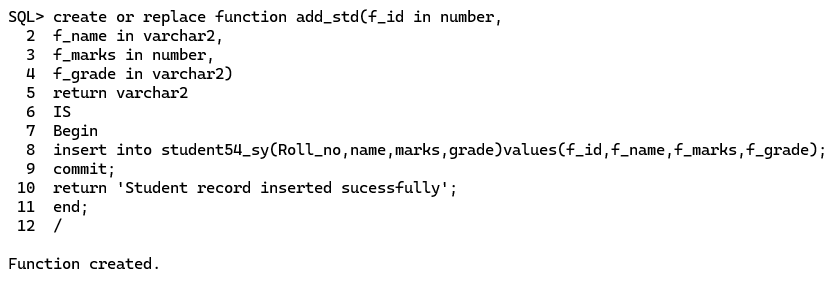 SQL> create or replace function add_std(f_id in number,
  2  f_name in varchar2,
  3  f_marks in number,
  4  f_grade in varchar2)
  5  return varchar2
  6  IS
  7  Begin
  8  insert into student54_sy(Roll_no,name,marks,grade)values(f_id,f_name,f_marks,f_grade);
  9  commit;
 10  return 'Student record inserted sucessfully';
 11  end;
 12  /

Function created.